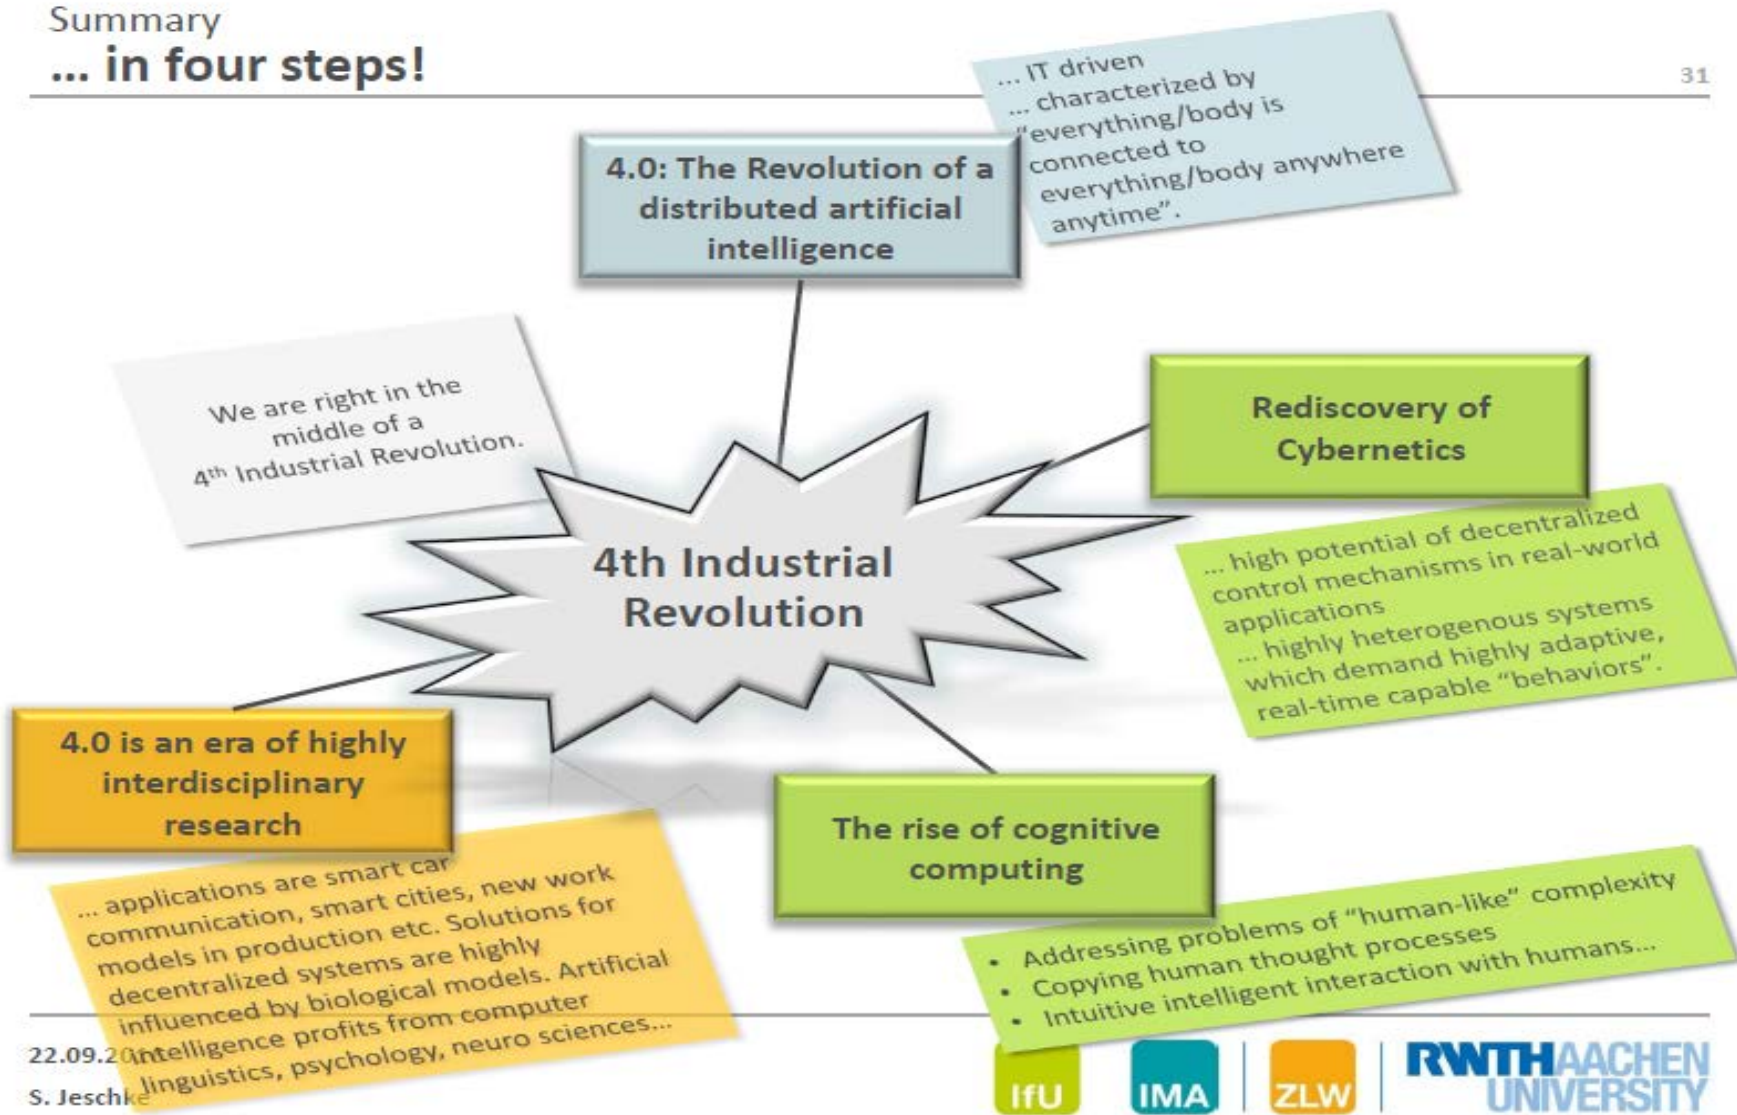 Summary
... in four steps!
31
... IT driven
... characterized by
"everything/body is
connected to
everything/body anywhere
anytime".
4.0: The Revolution of a
distributed artificial
intelligence
We are right in the
middle of a
4th Industrial Revolution.
Rediscovery of
Cybernetics
... high potential of decentralized
control mechanisms in real-world
applications
... highly heterogenous systems
which demand highly adaptive,
real-time capable "behaviors".
4th Industrial
Revolution
4.0 is an era of highly
interdisciplinary
research
... applications are smart car
communication, smart cities, new work
models in production etc. Solutions for
decentralized systems are highly
influenced by biological models. Artificial
intelligence profits from computer
linguistics, psychology, neuro sciences...
The rise of cognitive
computing
• Addressing problems of "human-like" complexity
• Copying human thought processes
• Intuitive intelligent interaction with humans...
22.09.
S. Jeschke
IfU
IMA
ZLW
RWTHAACHEN
UNIVERSITY